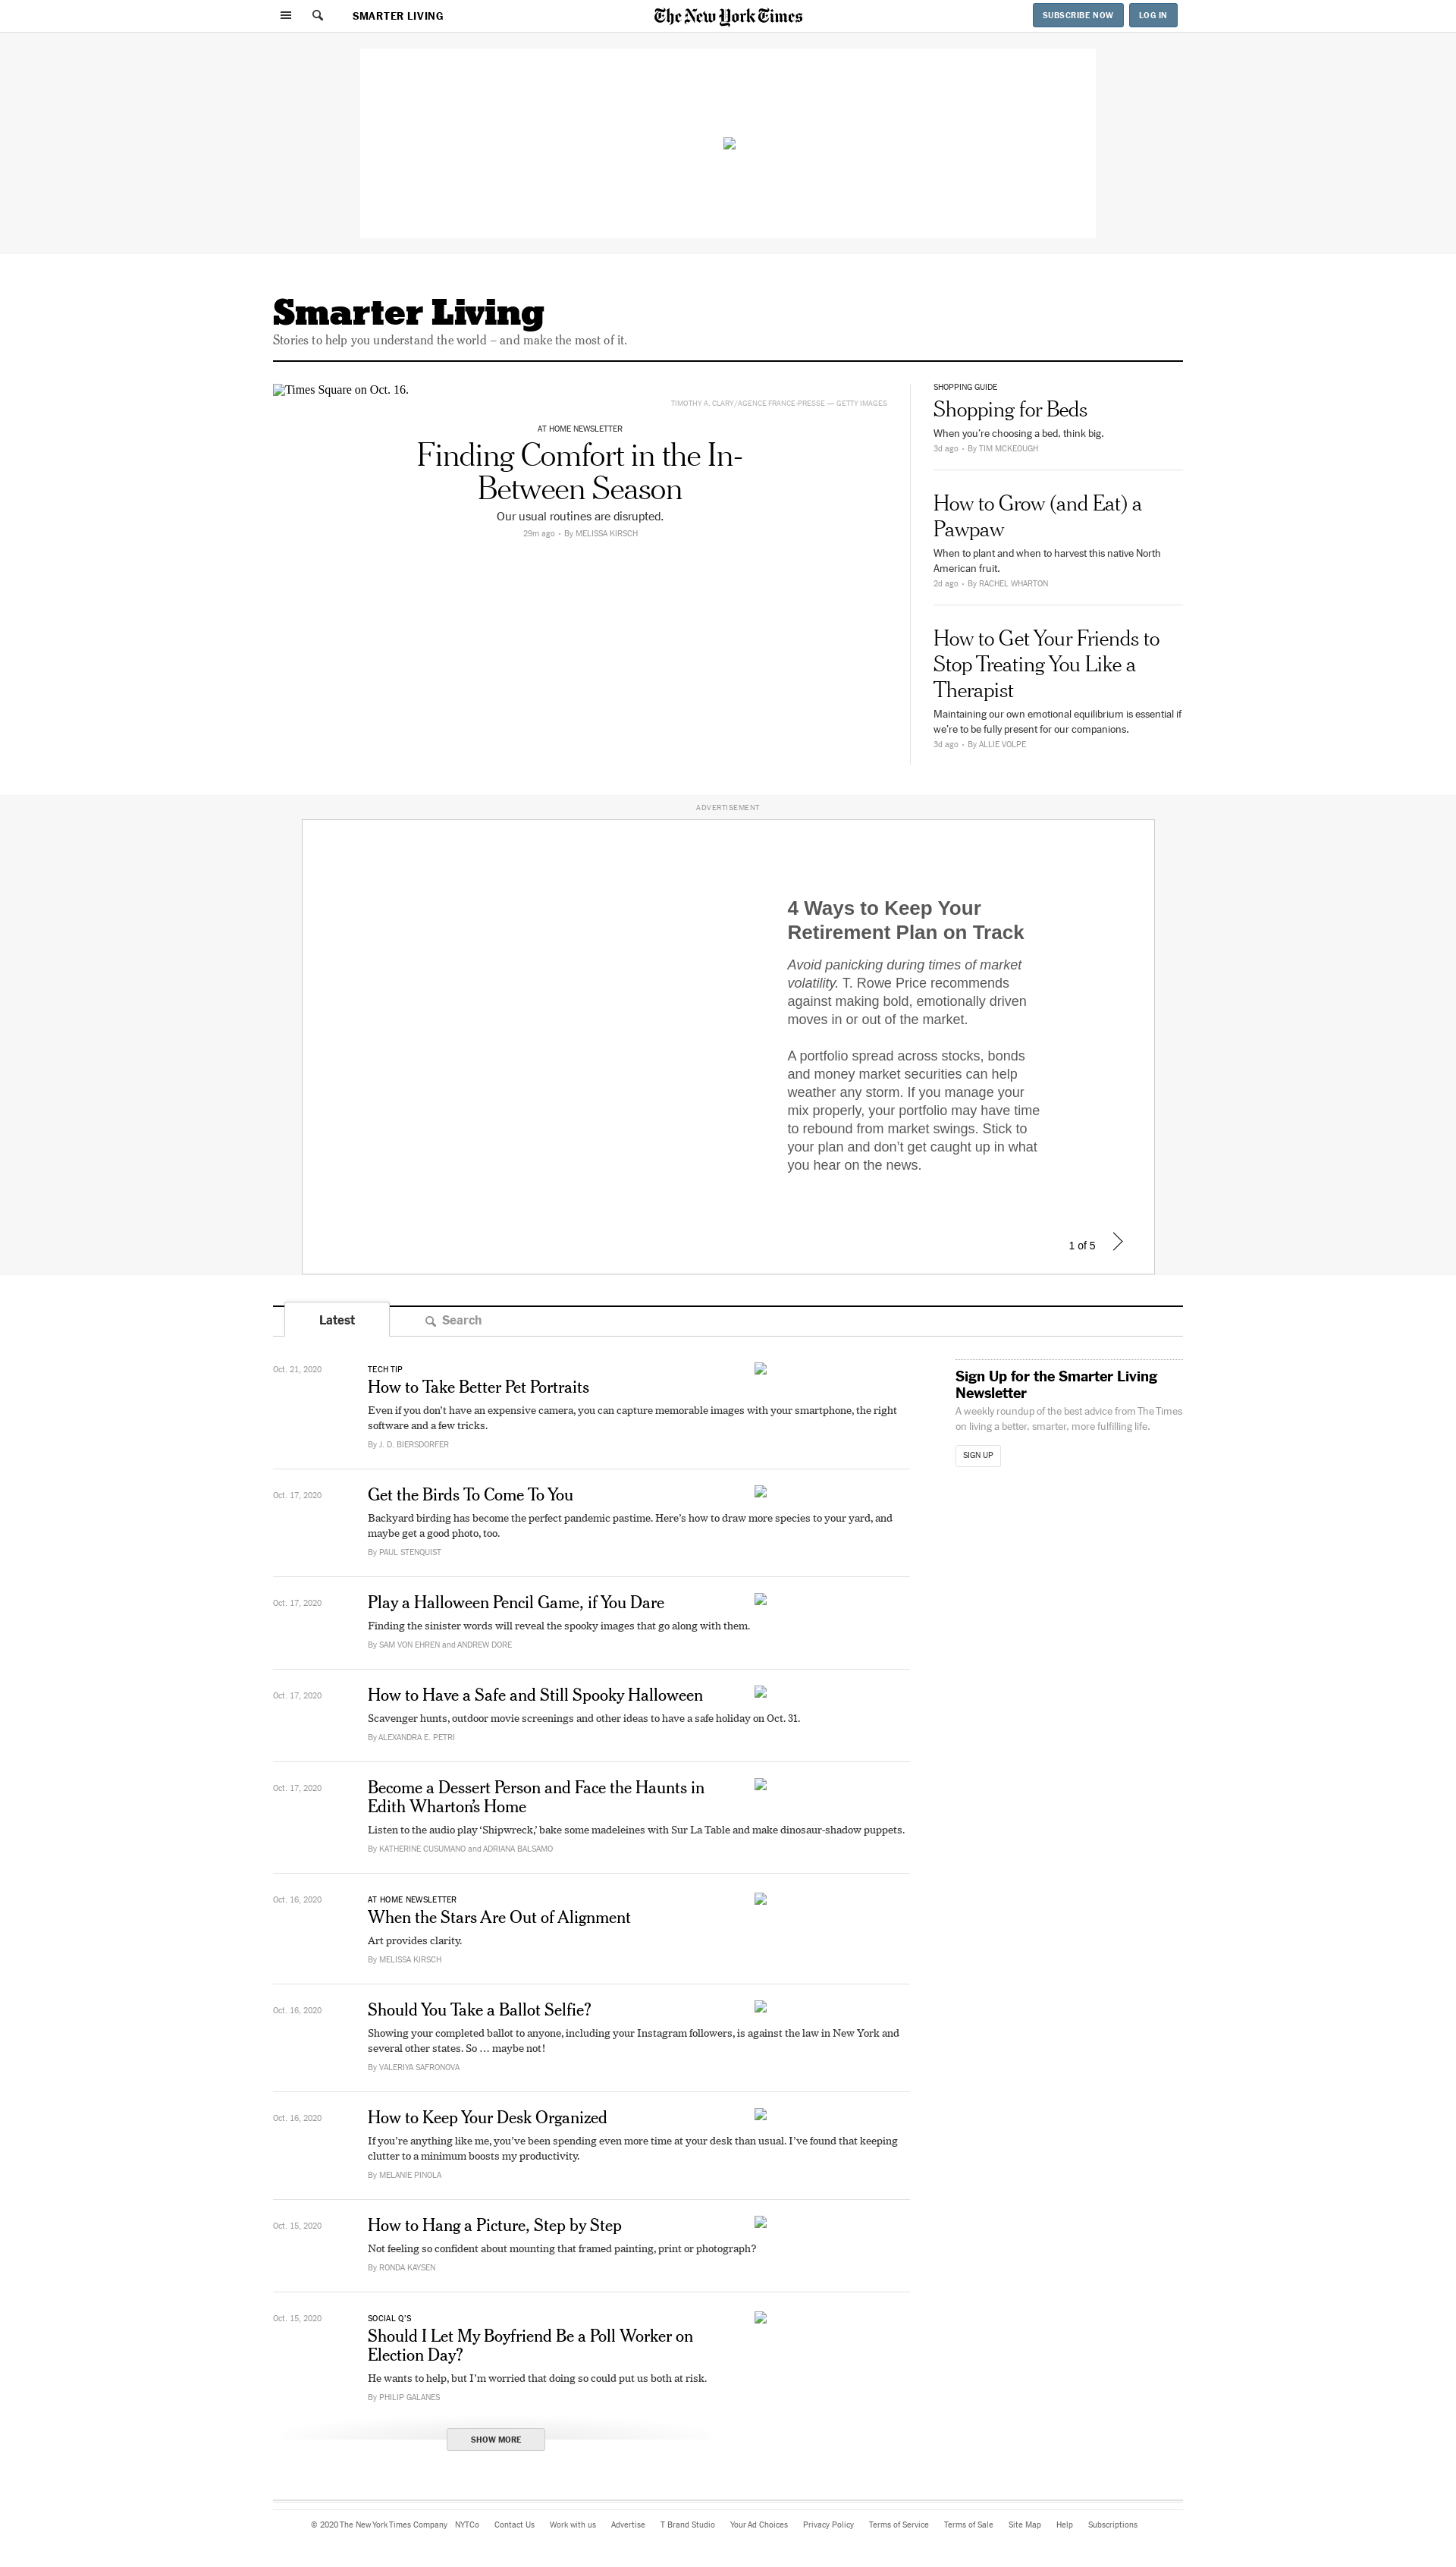 SMARTER LIVING
The New York Times
SUBSCRIBE NOW
LOG IN
Smarter Living
Stories to help you understand the world – and make the most of it.
Times Square on Oct. 16.
TIMOTHY A. CLARY/AGENCE FRANCE-PRESSE — GETTY IMAGES
AT HOME NEWSLETTER
Finding Comfort in the In-
Between Season
Our usual routines are disrupted.
29m ago · By MELISSA KIRSCH
SHOPPING GUIDE
Shopping for Beds
When you’re choosing a bed, think big.
3d ago · By TIM MCKEOUGH
How to Grow (and Eat) a
Pawpaw
When to plant and when to harvest this native North
American fruit.
2d ago · By RACHEL WHARTON
How to Get Your Friends to
Stop Treating You Like a
Therapist
Maintaining our own emotional equilibrium is essential if
we’re to be fully present for our companions.
3d ago · By ALLIE VOLPE
ADVERTISEMENT
4 Ways to Keep Your
Retirement Plan on Track
Avoid panicking during times of market
volatility. T. Rowe Price recommends
against making bold, emotionally driven
moves in or out of the market.
A portfolio spread across stocks, bonds
and money market securities can help
weather any storm. If you manage your
mix properly, your portfolio may have time
to rebound from market swings. Stick to
your plan and don’t get caught up in what
you hear on the news.
1 of 5
Latest
Search
Oct. 21, 2020
TECH TIP
How to Take Better Pet Portraits
Even if you don’t have an expensive camera, you can capture memorable images with your smartphone, the right
software and a few tricks.
By J. D. BIERSDORFER
Oct. 17, 2020
Get the Birds To Come To You
Backyard birding has become the perfect pandemic pastime. Here’s how to draw more species to your yard, and
maybe get a good photo, too.
By PAUL STENQUIST
Oct. 17, 2020
Play a Halloween Pencil Game, if You Dare
Finding the sinister words will reveal the spooky images that go along with them.
By SAM VON EHREN and ANDREW DORE
Oct. 17, 2020
How to Have a Safe and Still Spooky Halloween
Scavenger hunts, outdoor movie screenings and other ideas to have a safe holiday on Oct. 31.
By ALEXANDRA E. PETRI
Oct. 17, 2020
Become a Dessert Person and Face the Haunts in
Edith Wharton’s Home
Listen to the audio play ‘Shipwreck,’ bake some madeleines with Sur La Table and make dinosaur-shadow puppets.
By KATHERINE CUSUMANO and ADRIANA BALSAMO
Oct. 16, 2020
AT HOME NEWSLETTER
When the Stars Are Out of Alignment
Art provides clarity.
By MELISSA KIRSCH
Oct. 16, 2020
Should You Take a Ballot Selfie?
Showing your completed ballot to anyone, including your Instagram followers, is against the law in New York and
several other states. So … maybe not!
By VALERIYA SAFRONOVA
Oct. 16, 2020
How to Keep Your Desk Organized
If you’re anything like me, you’ve been spending even more time at your desk than usual. I’ve found that keeping
clutter to a minimum boosts my productivity.
By MELANIE PINOLA
Oct. 15, 2020
How to Hang a Picture, Step by Step
Not feeling so confident about mounting that framed painting, print or photograph?
By RONDA KAYSEN
Oct. 15, 2020
SOCIAL Q’S
Should I Let My Boyfriend Be a Poll Worker on
Election Day?
He wants to help, but I’m worried that doing so could put us both at risk.
By PHILIP GALANES
SHOW MORE
Sign Up for the Smarter Living
Newsletter
A weekly roundup of the best advice from The Times
on living a better, smarter, more fulfilling life.
SIGN UP
© 2020 The New York Times Company NYTCo Contact Us Work with us Advertise T Brand Studio Your Ad Choices Privacy Policy Terms of Service Terms of Sale Site Map Help Subscriptions